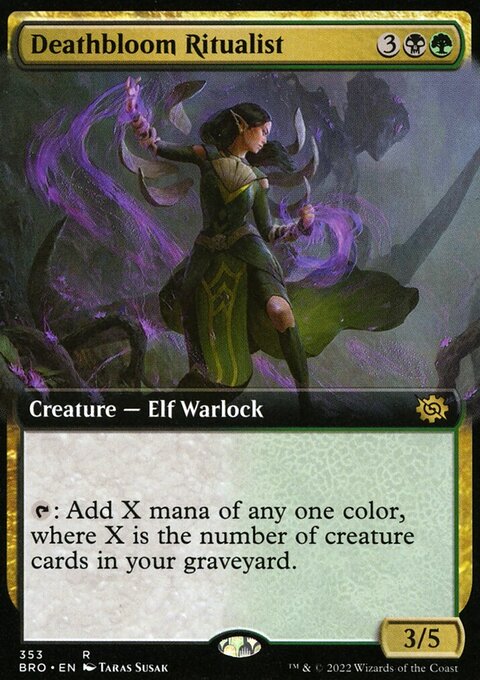 Deathbloom Ritualist 3
Creature — Elf Warlock
: Add X mana of any one color,
where X is the number of creature
cards in your graveyard.
3/5
353 R
BRO • EN Taras Susak
™ & © 2022 Wizards of the Coast